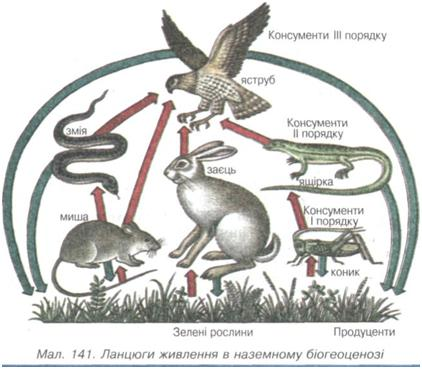 Консументи III порядку
яструб
змія
Консументи
II порядку
заєць
ящірка
миша
Консументи
I порядку
коник
Зелені рослини
Продуценти
Мал. 141. Ланцюги живлення в наземному біогеоценозі